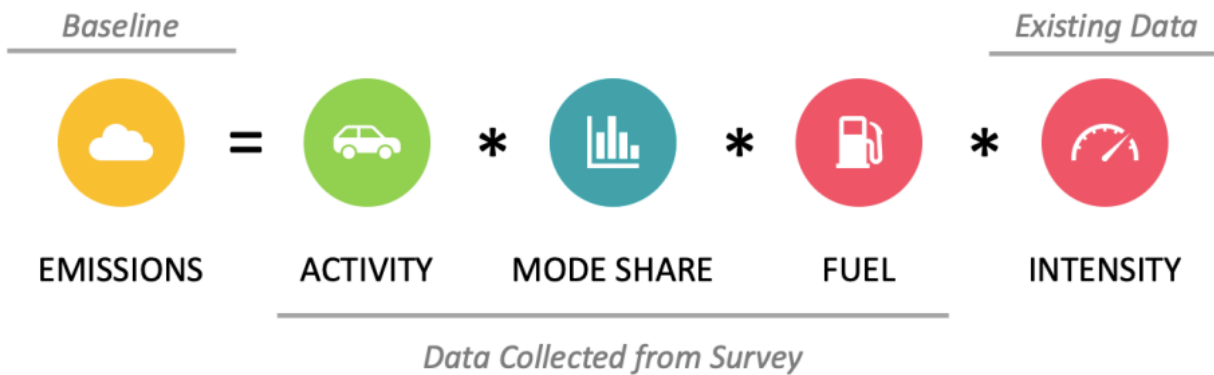 Baseline
Existing Data
= * * *
EMISSIONS ACTIVITY MODE SHARE FUEL INTENSITY
Data Collected from Survey